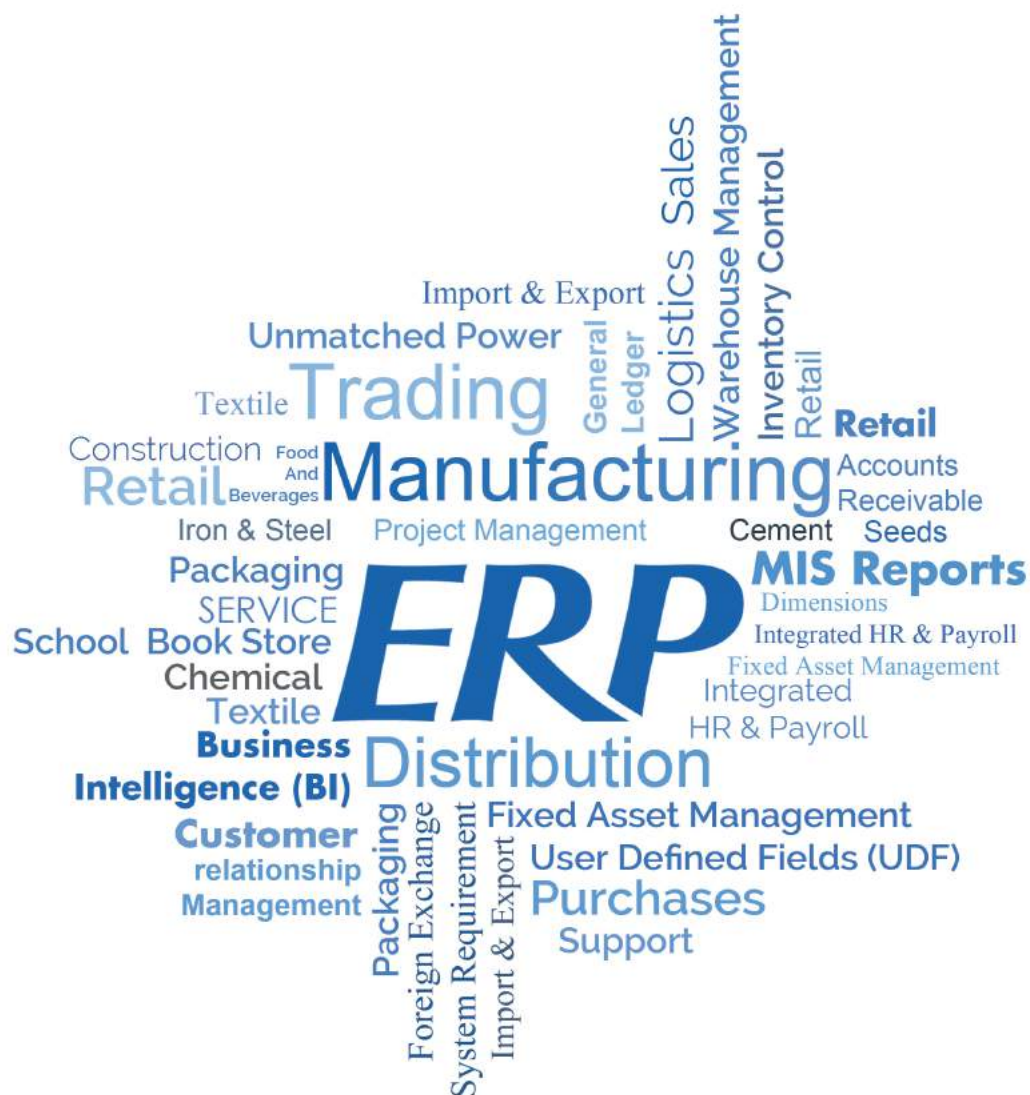 Sales
Logistics
Warehouse Management
Inventory Control
Import & Export
Unmatched Power
General
Ledger
Retail
Textile
Trading
Retail
Construction
Food
And
Beverages
Retail
Manufacturing
Accounts
Receivable
Iron & Steel
Project Management
Cement
Seeds
Packaging
ERP
MIS Reports
SERVICE
Dimensions
School Book Store
Integrated HR & Payroll
Chemical
Fixed Asset Management
Textile
Integrated
HR & Payroll
Business
Intelligence (BI)
Distribution
Customer
relationship
Management
Packaging
Foreign Exchange
System Requirement
Import & Export
Fixed Asset Management
User Defined Fields (UDF)
Purchases
Support